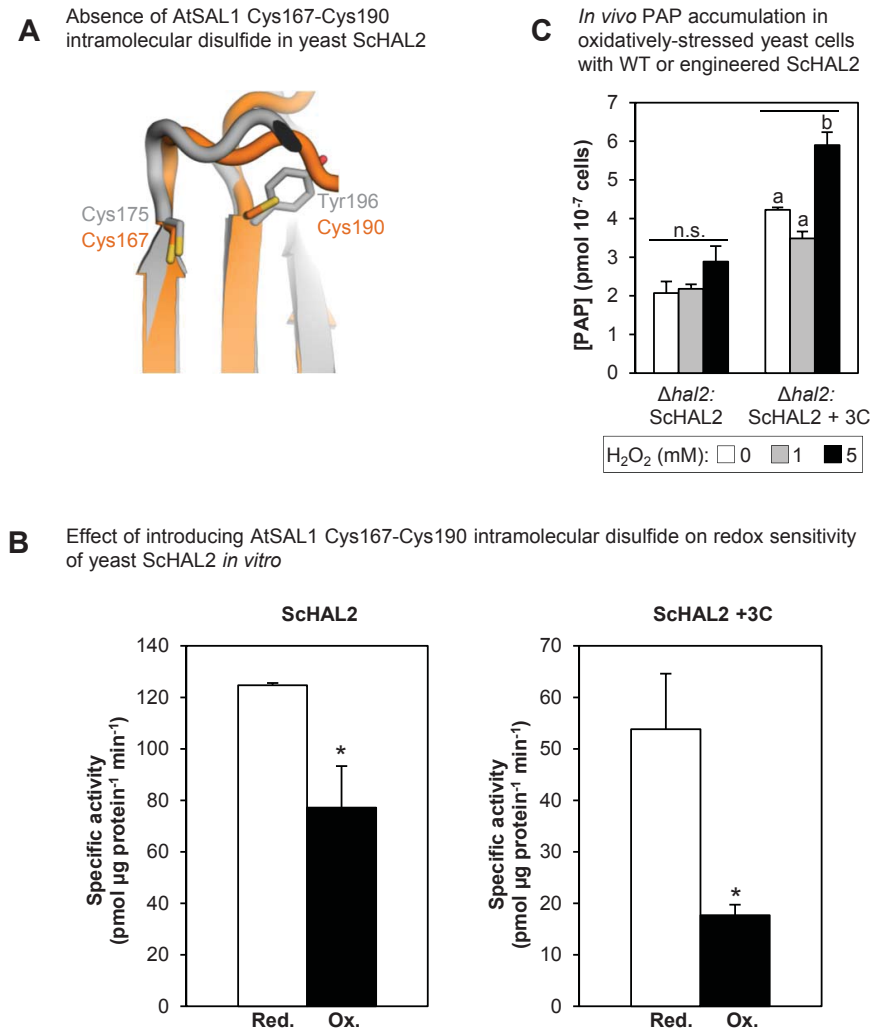 A
Absence of AtSAL1 Cys167-Cys190
intramolecular disulfide in yeast ScHAL2
Cys175
Cys167
Tyr196
Cys190
C
In vivo PAP accumulation in
oxidatively-stressed yeast cells
with WT or engineered ScHAL2
[PAP] (pmol 10⁻⁷ cells)
7
6
5
4
3
2
1
0
n.s.
a
a
b
Δhal2:
ScHAL2
Δhal2:
ScHAL2 + 3C
H₂O₂ (mM): 0 1 5
B
Effect of introducing AtSAL1 Cys167-Cys190 intramolecular disulfide on redox sensitivity
of yeast ScHAL2 in vitro
ScHAL2
Specific activity
(pmol µg protein⁻¹ min⁻¹)
140
120
100
80
60
40
20
0
*
Red. Ox.
ScHAL2 +3C
Specific activity
(pmol µg protein⁻¹ min⁻¹)
70
60
50
40
30
20
10
0
*
Red. Ox.